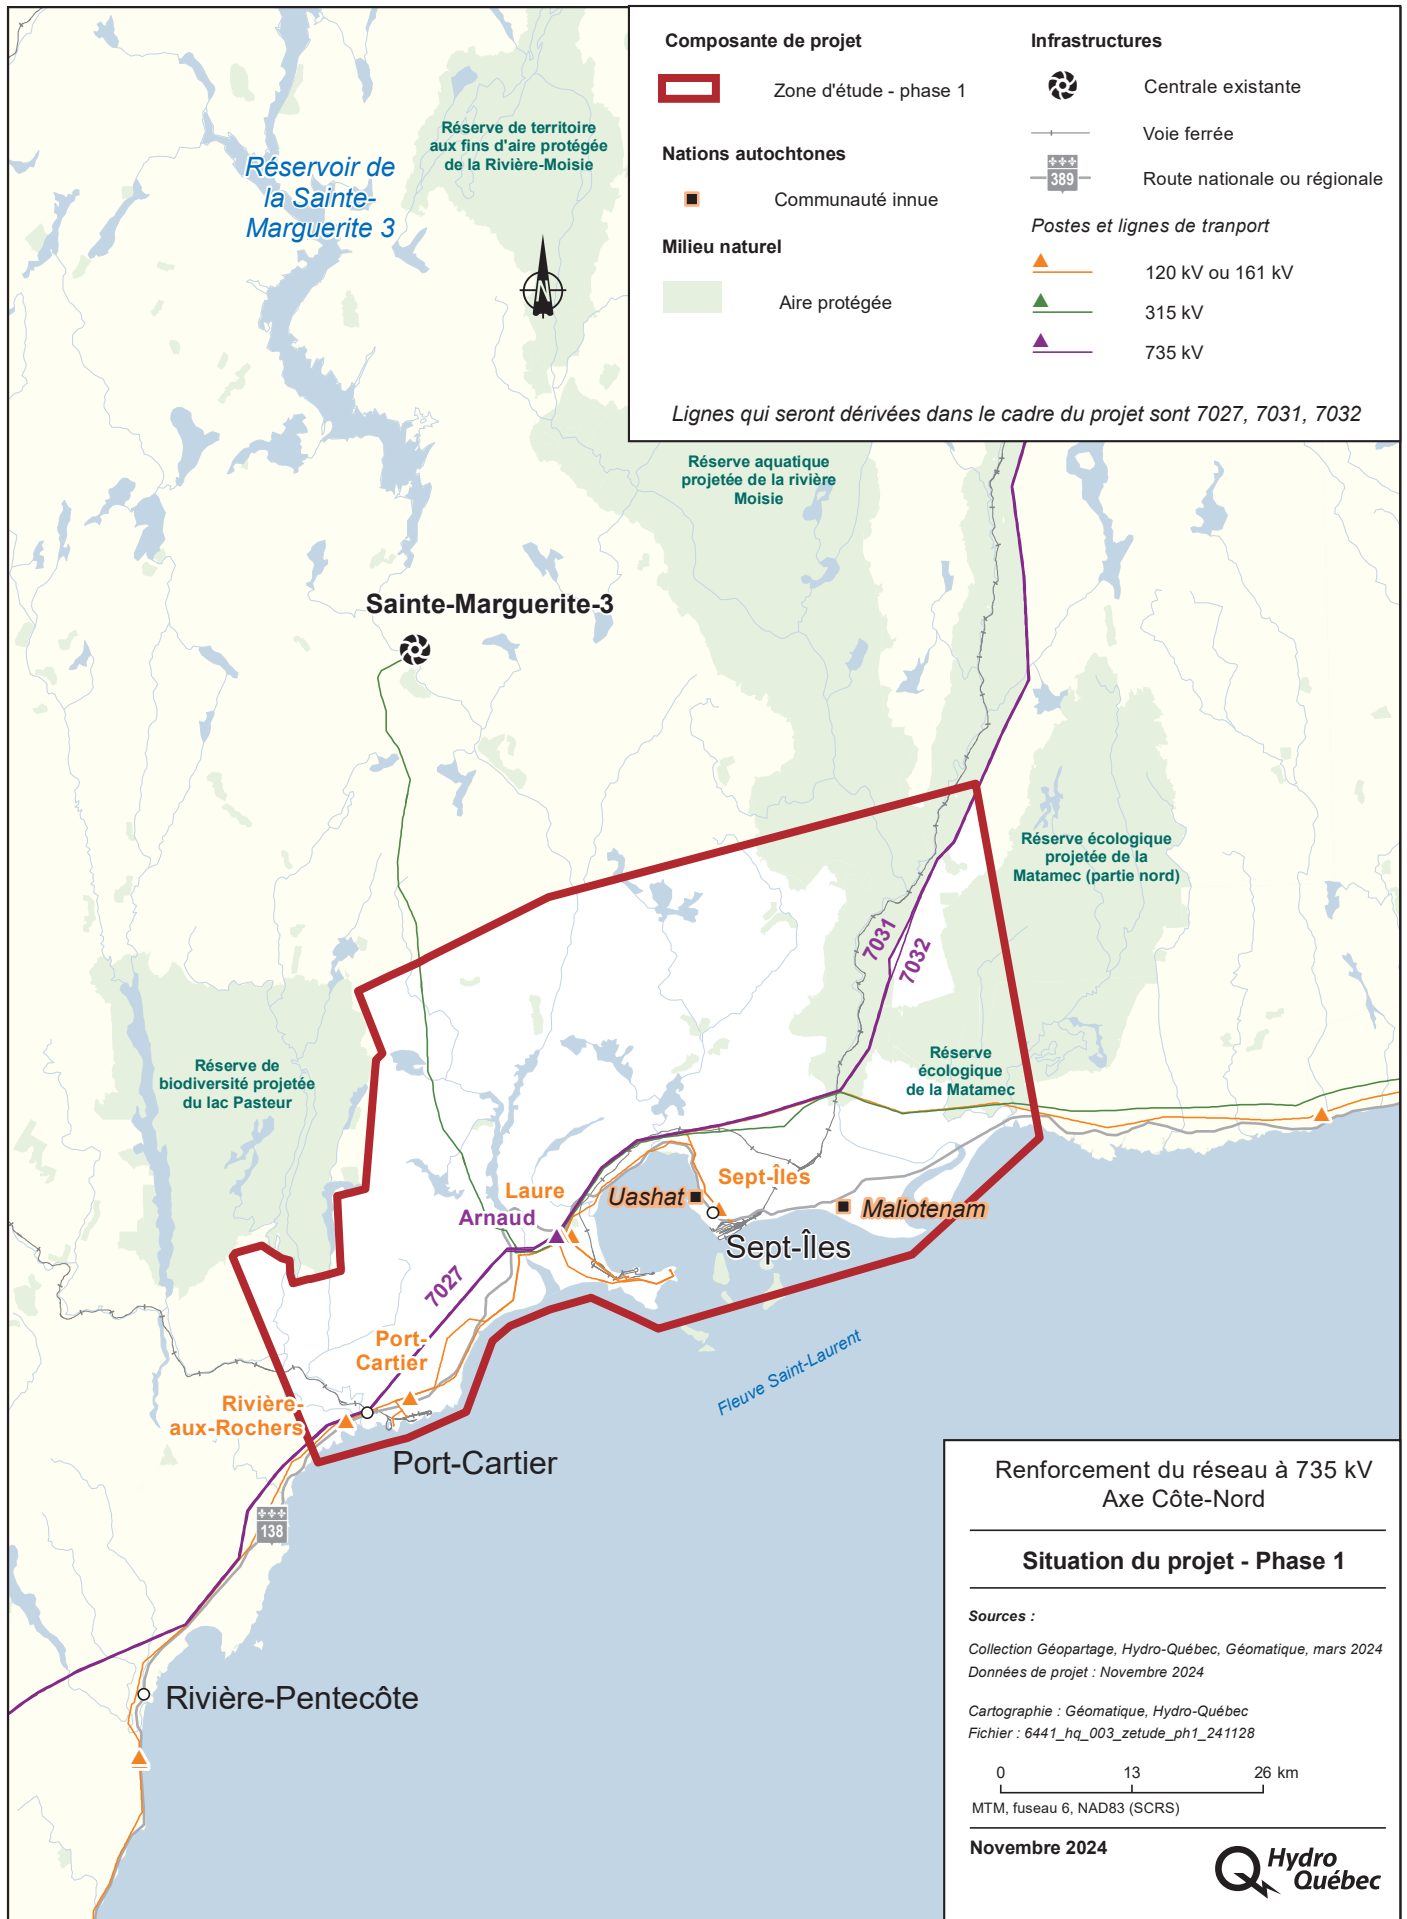 Composante de projet
Zone d'étude - phase 1
Nations autochtones
Communauté innue
Milieu naturel
Aire protégée
Infrastructures
Centrale existante
Voie ferrée
389
Route nationale ou régionale
Postes et lignes de tranport
120 kV ou 161 kV
315 kV
735 kV
Lignes qui seront dérivées dans le cadre du projet sont 7027, 7031, 7032
Réserve de territoire
aux fins d'aire protégée
de la Rivière-Moisie
Réservoir de
la Sainte-
Marguerite 3
N
Réserve aquatique
projetée de la rivière
Moisie
Sainte-Marguerite-3
Réserve écologique
projetée de la
Matamec (partie nord)
7031
7032
Réserve de
biodiversité projetée
du lac Pasteur
Réserve
écologique
de la Matamec
Laure
Arnaud
Uashat
Sept-Îles
Maliotenam
Sept-Îles
7027
Port-
Cartier
Rivière-
aux-Rochers
Port-Cartier
Fleuve Saint-Laurent
138
Rivière-Pentecôte
Renforcement du réseau à 735 kV
Axe Côte-Nord
Situation du projet - Phase 1
Sources :
Collection Géopartage, Hydro-Québec, Géomatique, mars 2024
Données de projet : Novembre 2024
Cartographie : Géomatique, Hydro-Québec
Fichier : 6441_hq_003_zetude_ph1_241128
0 13 26 km
MTM, fuseau 6, NAD83 (SCRS)
Novembre 2024
Hydro
Québec